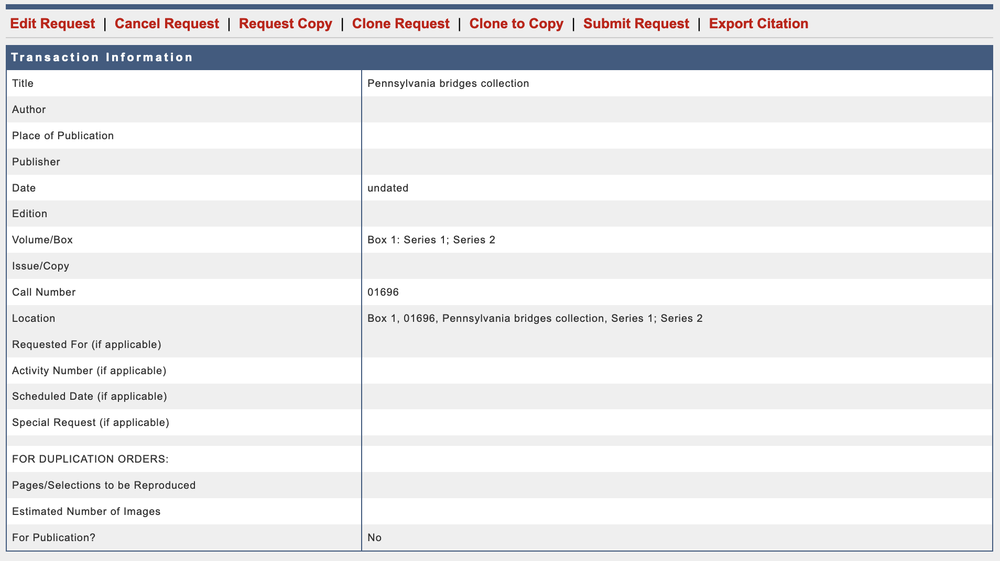 Edit Request | Cancel Request | Request Copy | Clone Request | Clone to Copy | Submit Request | Export Citation
Transaction Information
Title Pennsylvania bridges collection
Author
Place of Publication
Publisher
Date undated
Edition
Volume/Box Box 1: Series 1; Series 2
Issue/Copy
Call Number 01696
Location Box 1, 01696, Pennsylvania bridges collection, Series 1; Series 2
Requested For (if applicable)
Activity Number (if applicable)
Scheduled Date (if applicable)
Special Request (if applicable)
FOR DUPLICATION ORDERS:
Pages/Selections to be Reproduced
Estimated Number of Images
For Publication? No